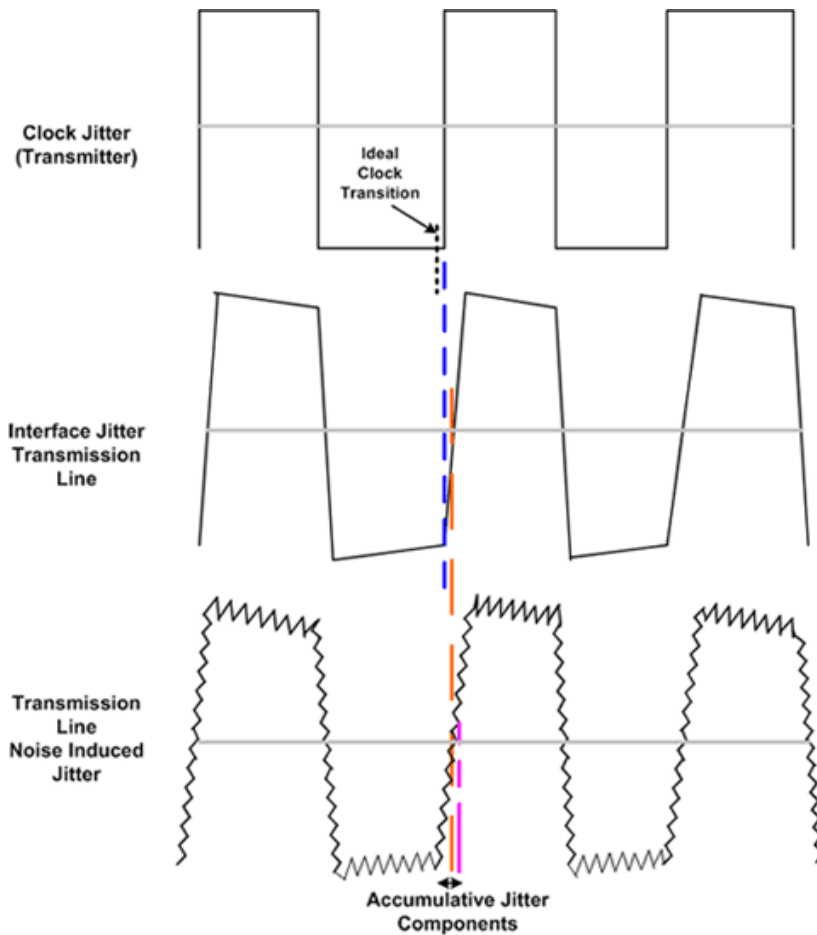 Clock Jitter
(Transmitter)
Ideal
Clock
Transition
Interface Jitter
Transmission
Line
Transmission
Line
Noise Induced
Jitter
Accumulative Jitter
Components